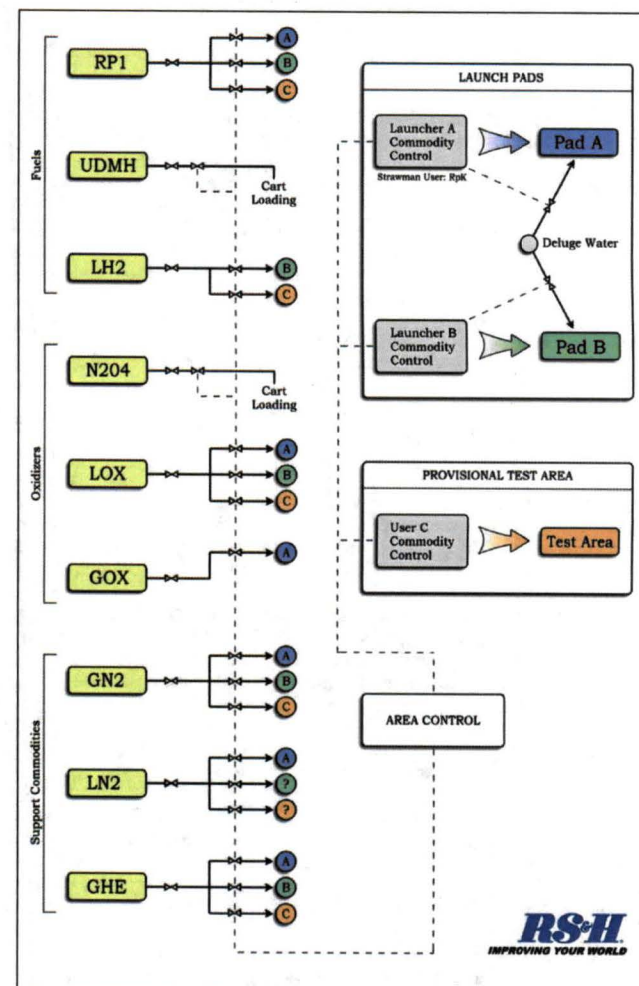 Fuels
RP1
A
B
C
UDMH
Cart
Loading
LH2
B
C
Oxidizers
N204
Cart
Loading
LOX
A
B
C
GOX
A
Support Commodities
GN2
A
B
C
LN2
A
?
?
GHE
A
B
C
LAUNCH PADS
Launcher A
Commodity
Control
Strawman User: RpK
Pad A
Deluge Water
Launcher B
Commodity
Control
Pad B
PROVISIONAL TEST AREA
User C
Commodity
Control
Test Area
AREA CONTROL
RS&H
IMPROVING YOUR WORLD